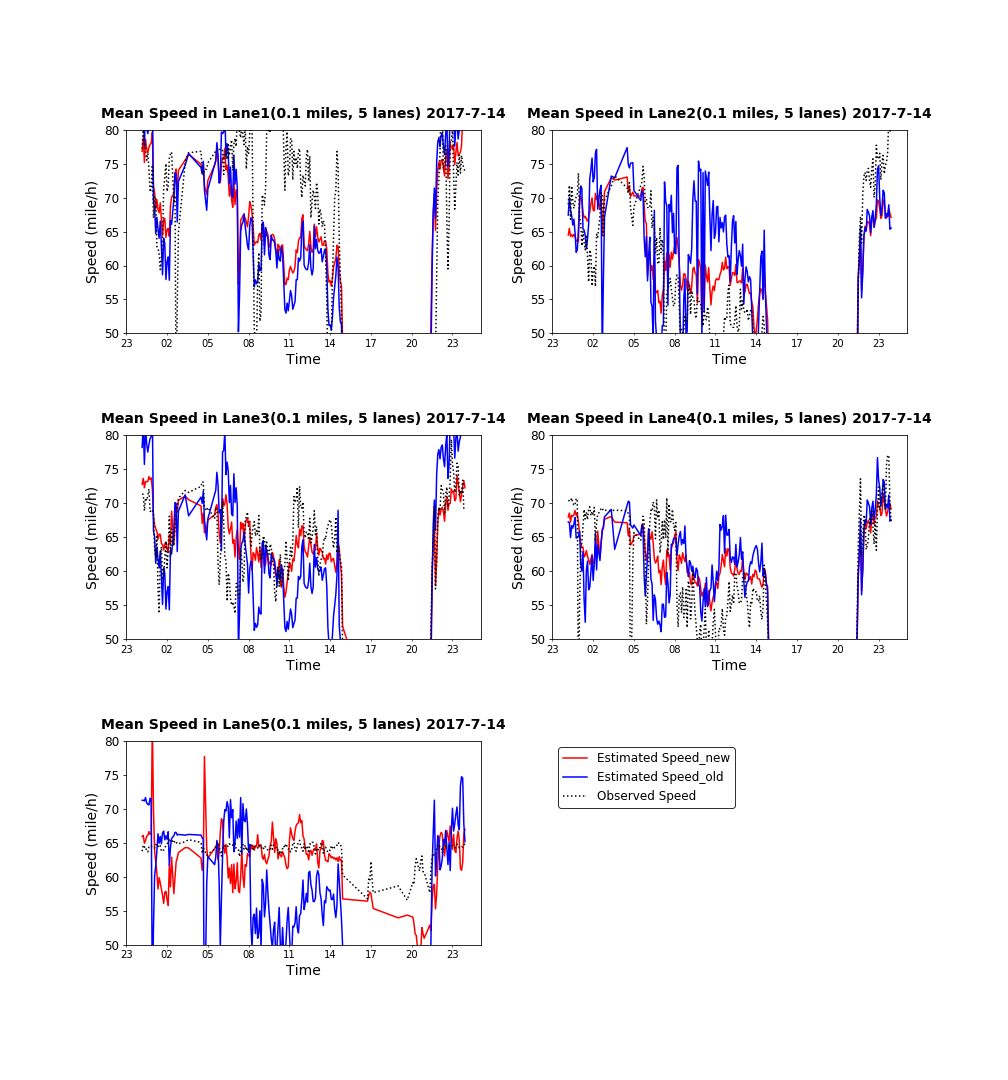 Mean Speed in Lane1(0.1 miles, 5 lanes) 2017-7-14
80
75
70
65
60
55
50
Speed (mile/h)
23 02 05 08 11 14 17 20 23
Time
Mean Speed in Lane2(0.1 miles, 5 lanes) 2017-7-14
80
75
70
65
60
55
50
Speed (mile/h)
23 02 05 08 11 14 17 20 23
Time
Mean Speed in Lane3(0.1 miles, 5 lanes) 2017-7-14
80
75
70
65
60
55
50
Speed (mile/h)
23 02 05 08 11 14 17 20 23
Time
Mean Speed in Lane4(0.1 miles, 5 lanes) 2017-7-14
80
75
70
65
60
55
50
Speed (mile/h)
23 02 05 08 11 14 17 20 23
Time
Mean Speed in Lane5(0.1 miles, 5 lanes) 2017-7-14
80
75
70
65
60
55
50
Speed (mile/h)
23 02 05 08 11 14 17 20 23
Time
Estimated Speed_new
Estimated Speed_old
Observed Speed